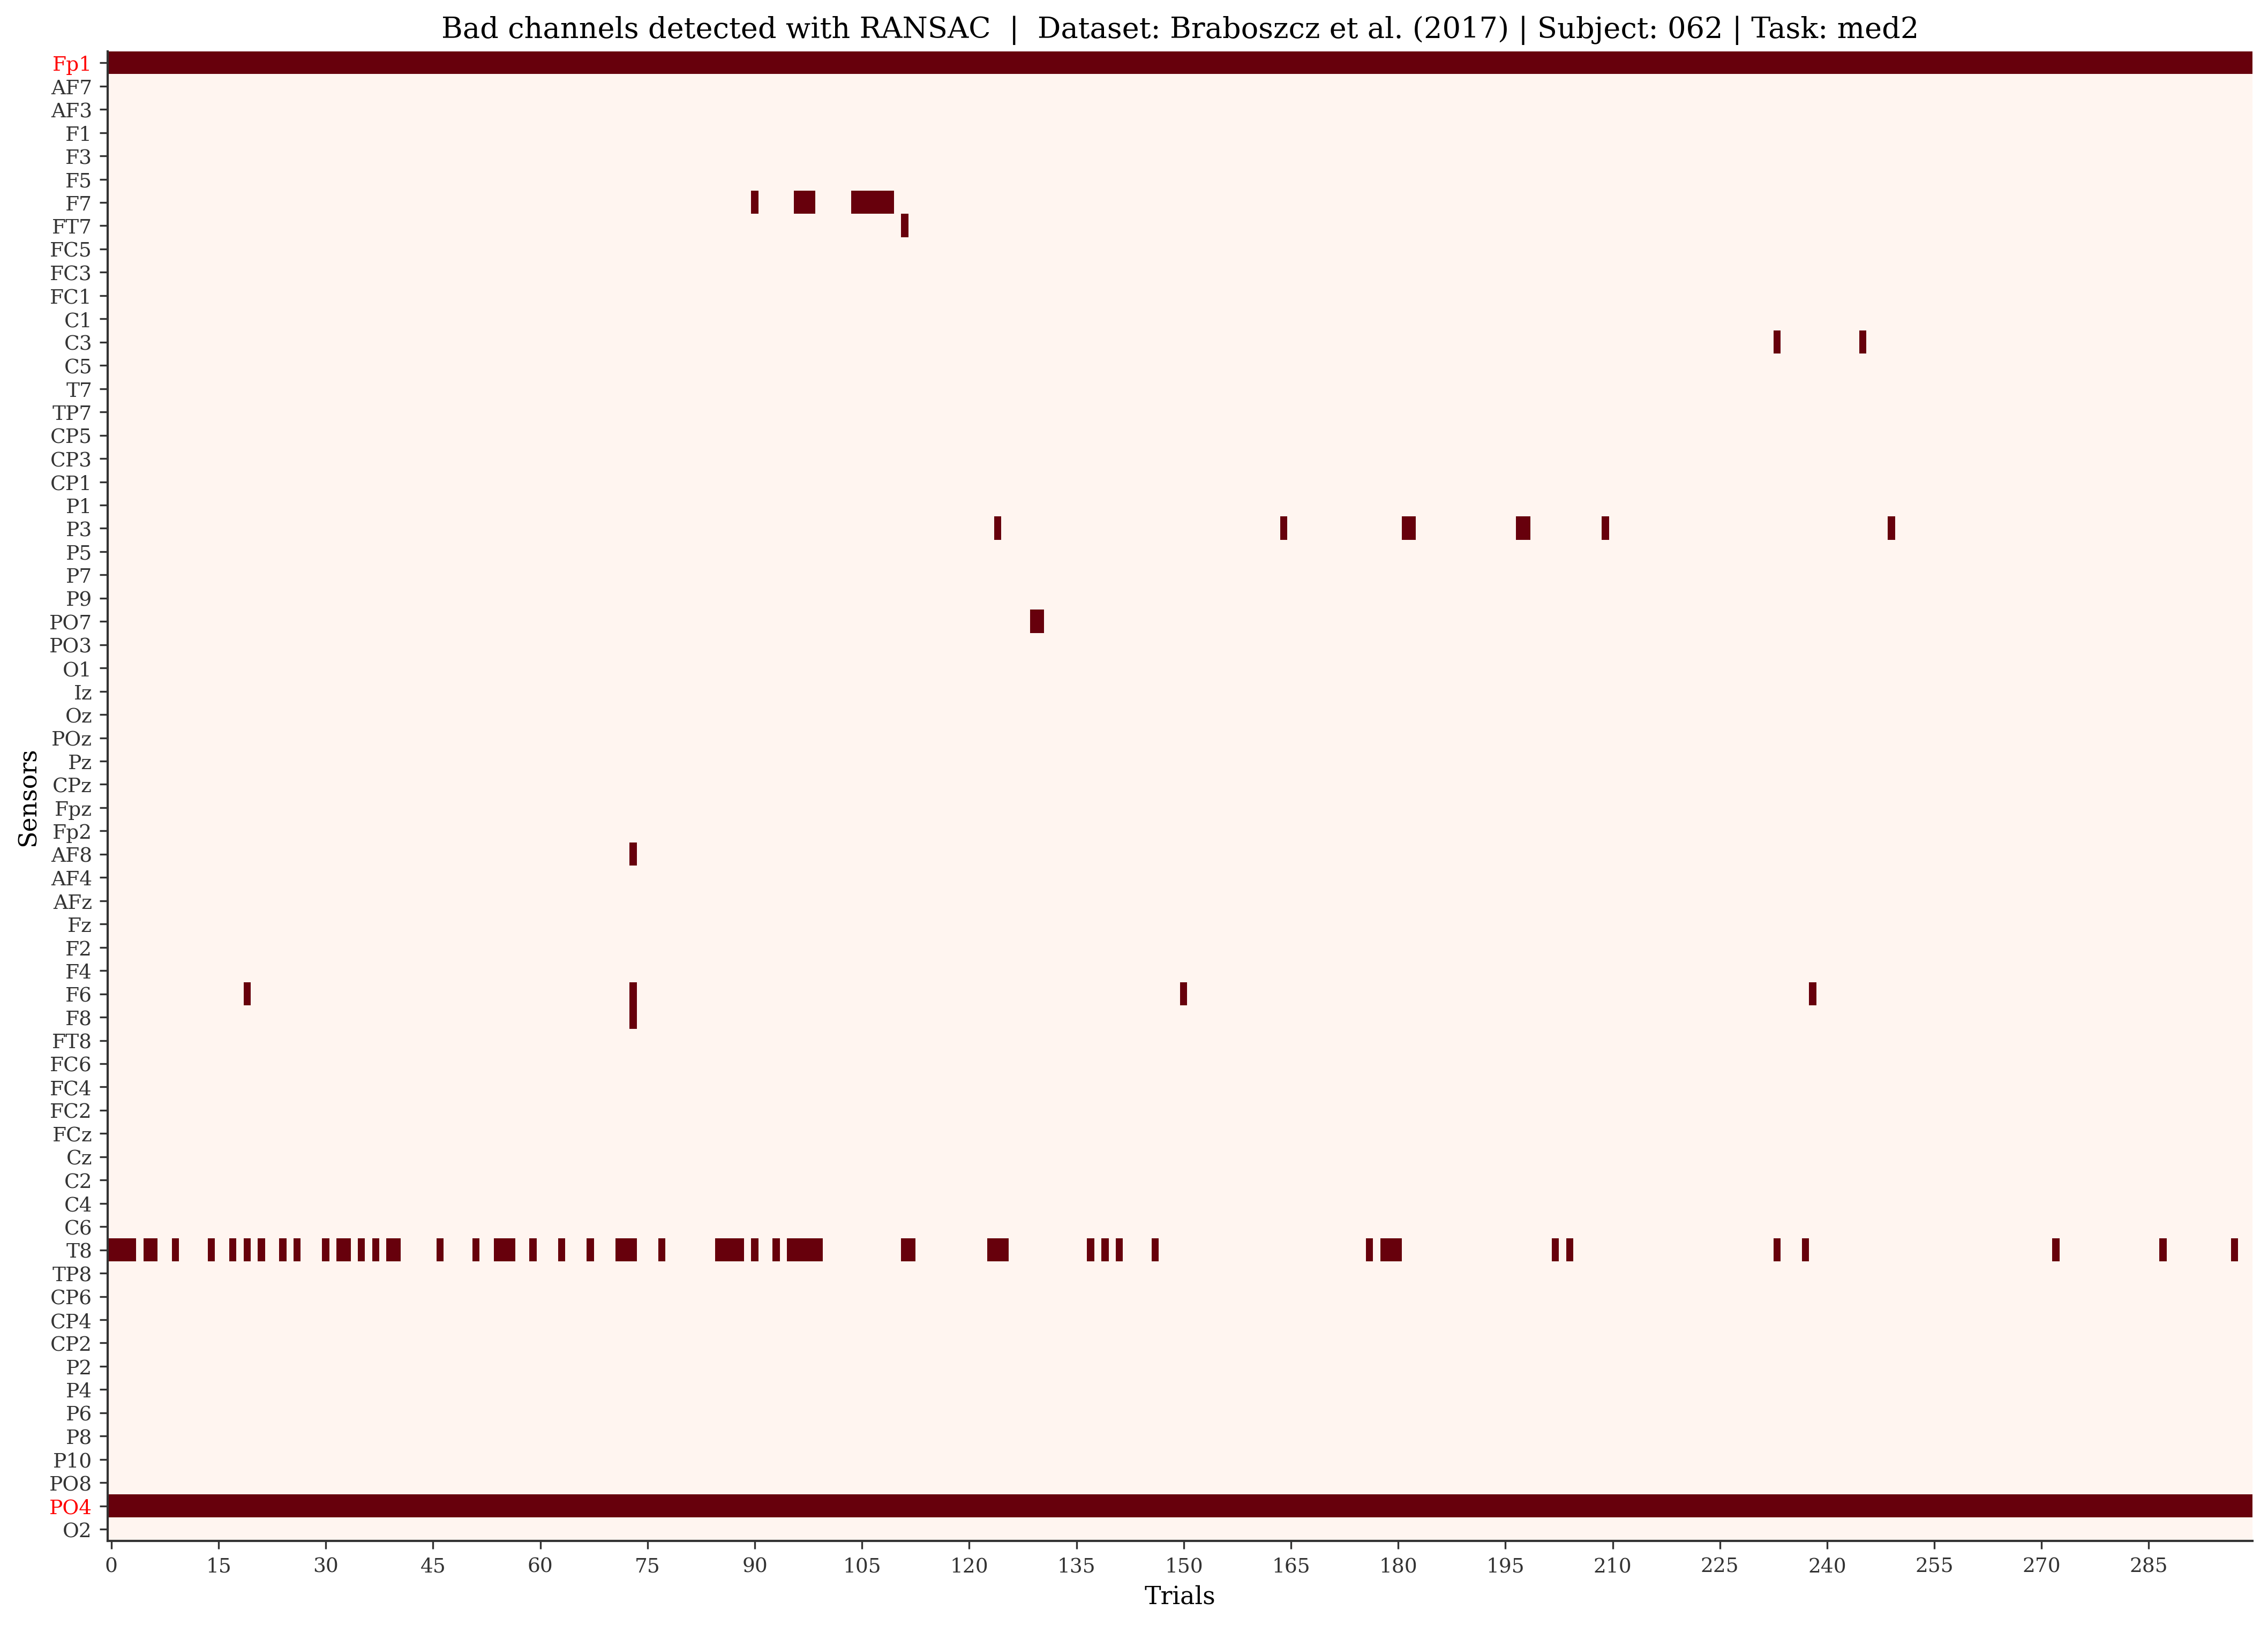 Bad channels detected with RANSAC | Dataset: Braboszcz et al. (2017) | Subject: 062 | Task: med2
Sensors
Fp1
AF7
AF3
F1
F3
F5
F7
FT7
FC5
FC3
FC1
C1
C3
C5
T7
TP7
CP5
CP3
CP1
P1
P3
P5
P7
P9
PO7
PO3
O1
Iz
Oz
POz
Pz
CPz
Fpz
Fp2
AF8
AF4
AFz
Fz
F2
F4
F6
F8
FT8
FC6
FC4
FC2
FCz
Cz
C2
C4
C6
T8
TP8
CP6
CP4
CP2
P2
P4
P6
P8
P10
PO8
PO4
O2
0 15 30 45 60 75 90 105 120 135 150 165 180 195 210 225 240 255 270 285
Trials